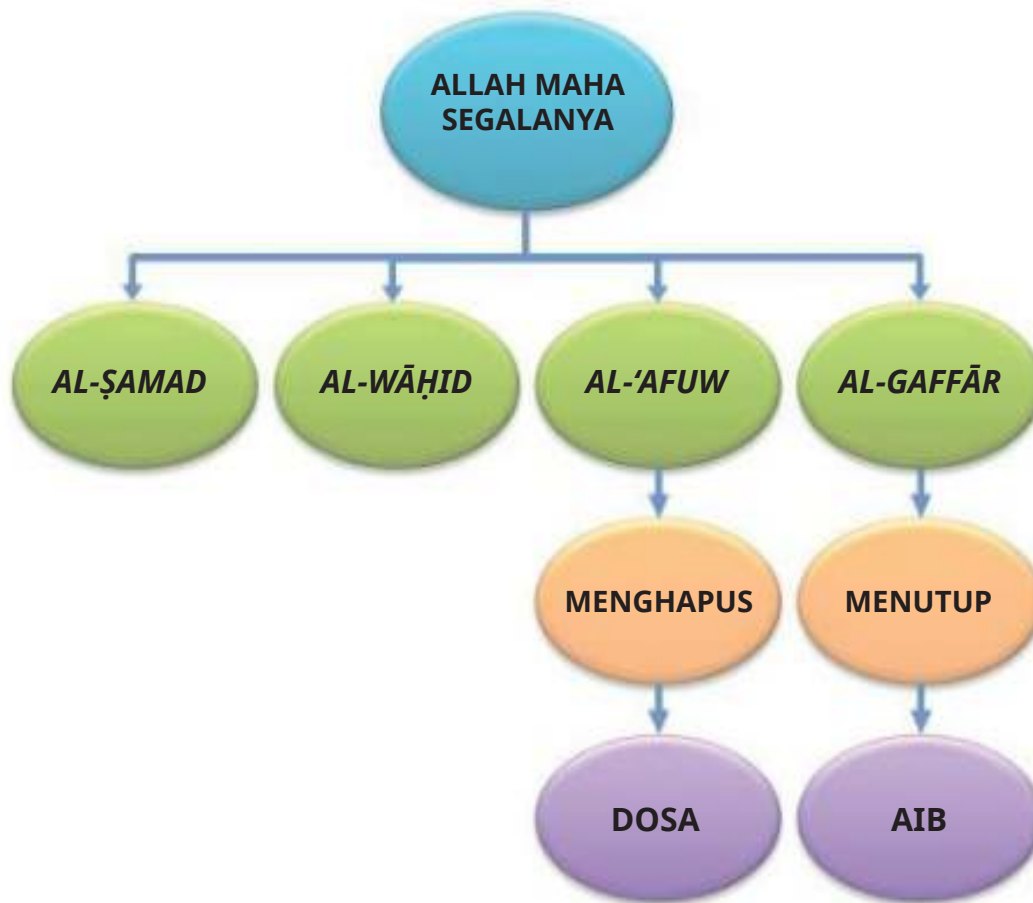 ALLAH MAHA
SEGALANYA
AL-ṢAMAD
AL-WĀḤID
AL-‘AFUW
AL-GAFFĀR
MENGHAPUS
MENUTUP
DOSA
AIB